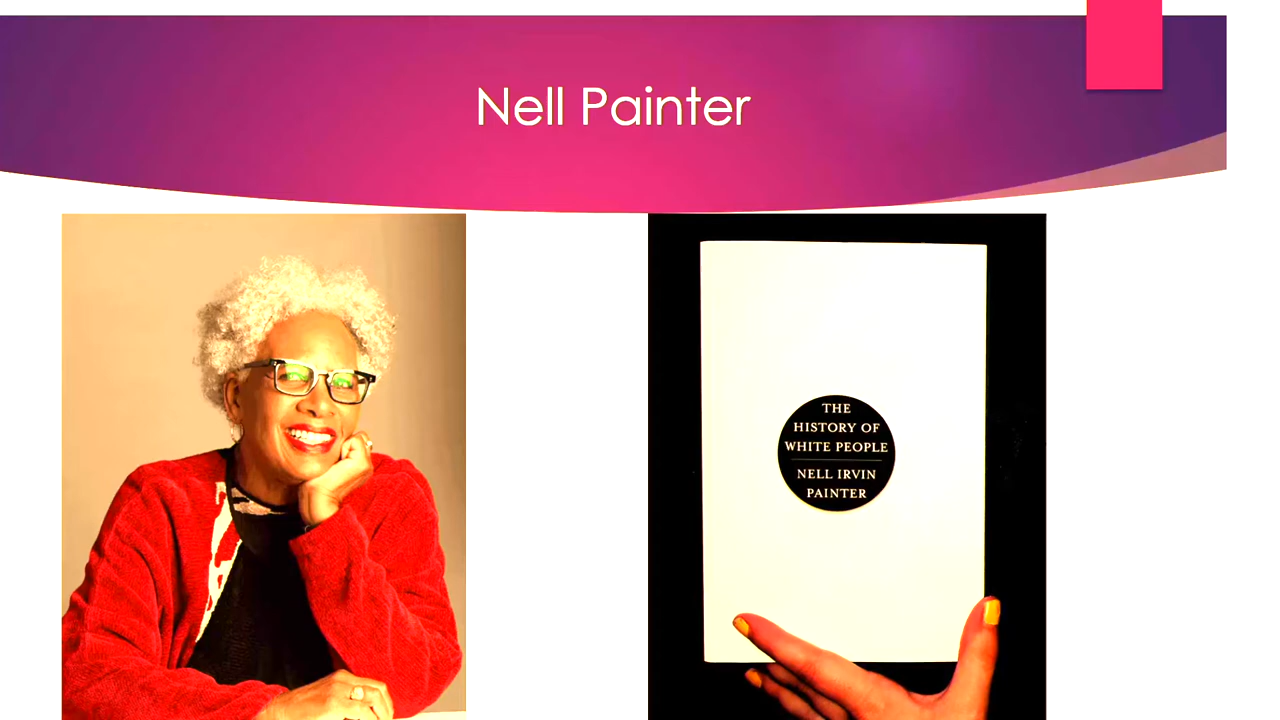 Nell Painter
THE
HISTORY OF
WHITE PEOPLE
NELL IRVIN
PAINTER